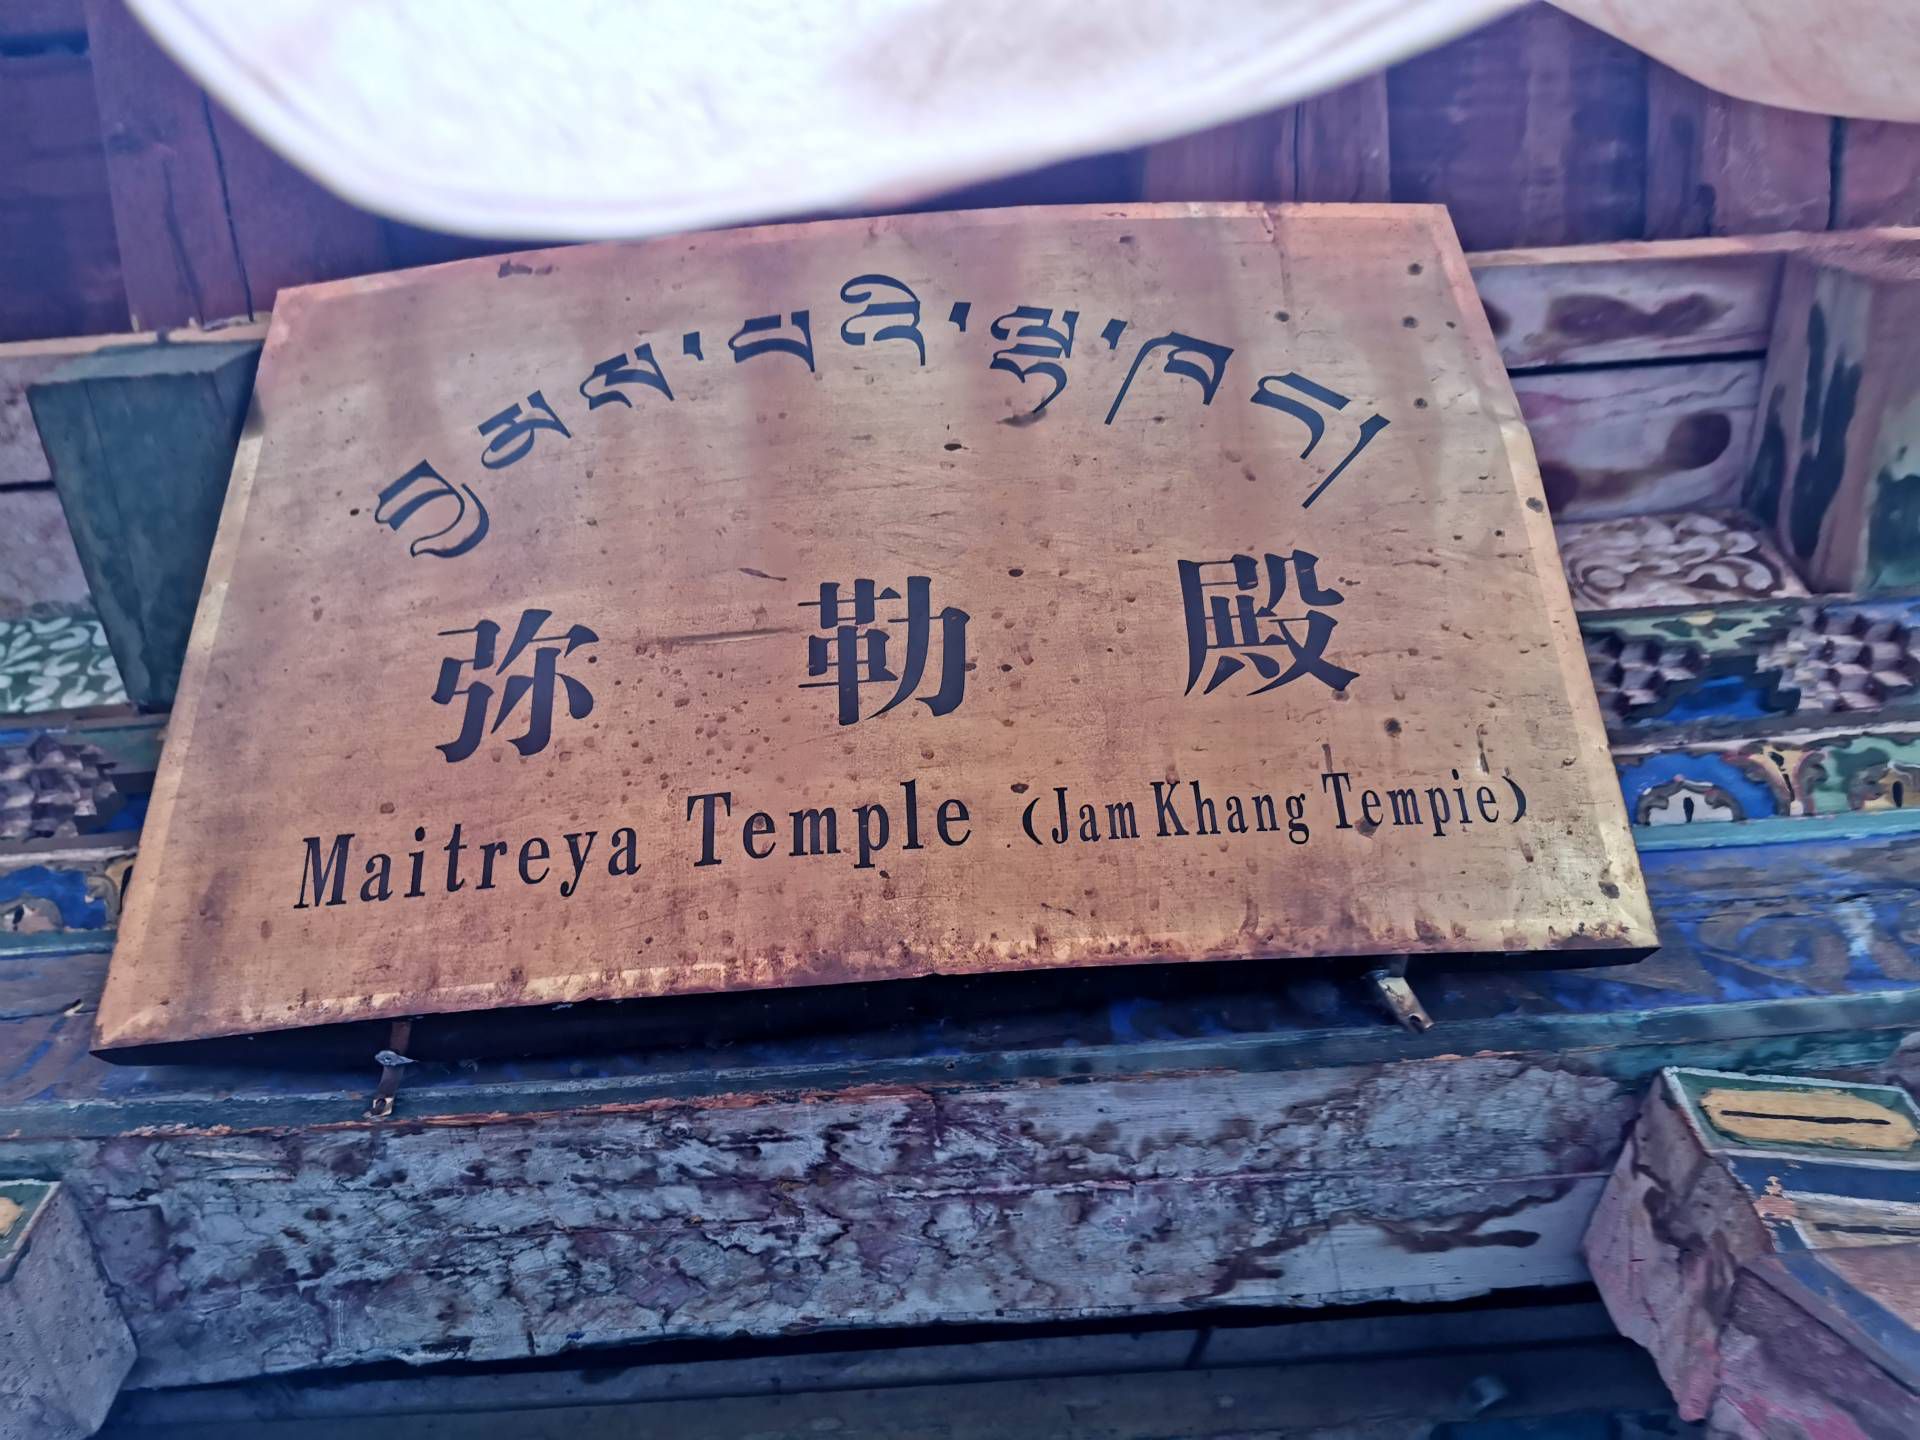 བྱམས་པའི་ལྷ་ཁང།
弥勒殿
Maitreya Temple (Jam Khang Tempie)